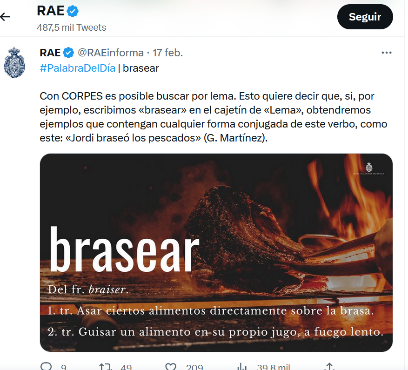 RAE
487,5 mil Tweets
Seguir
RAE @RAEinforma · 17 feb.
#PalabraDelDía | brasear
Con CORPES es posible buscar por lema. Esto quiere decir que, si, por
ejemplo, escribimos «brasear» en el cajetín de «Lema», obtendremos
ejemplos que contengan cualquier forma conjugada de este verbo, como
este: «Jordi braseó los pescados» (G. Martínez).
brasear
Del fr. braiser.
1. tr. Asar ciertos alimentos directamente sobre la brasa.
2. tr. Guisar un alimento en su propio jugo, a fuego lento.
9 49 209 39,8 mil